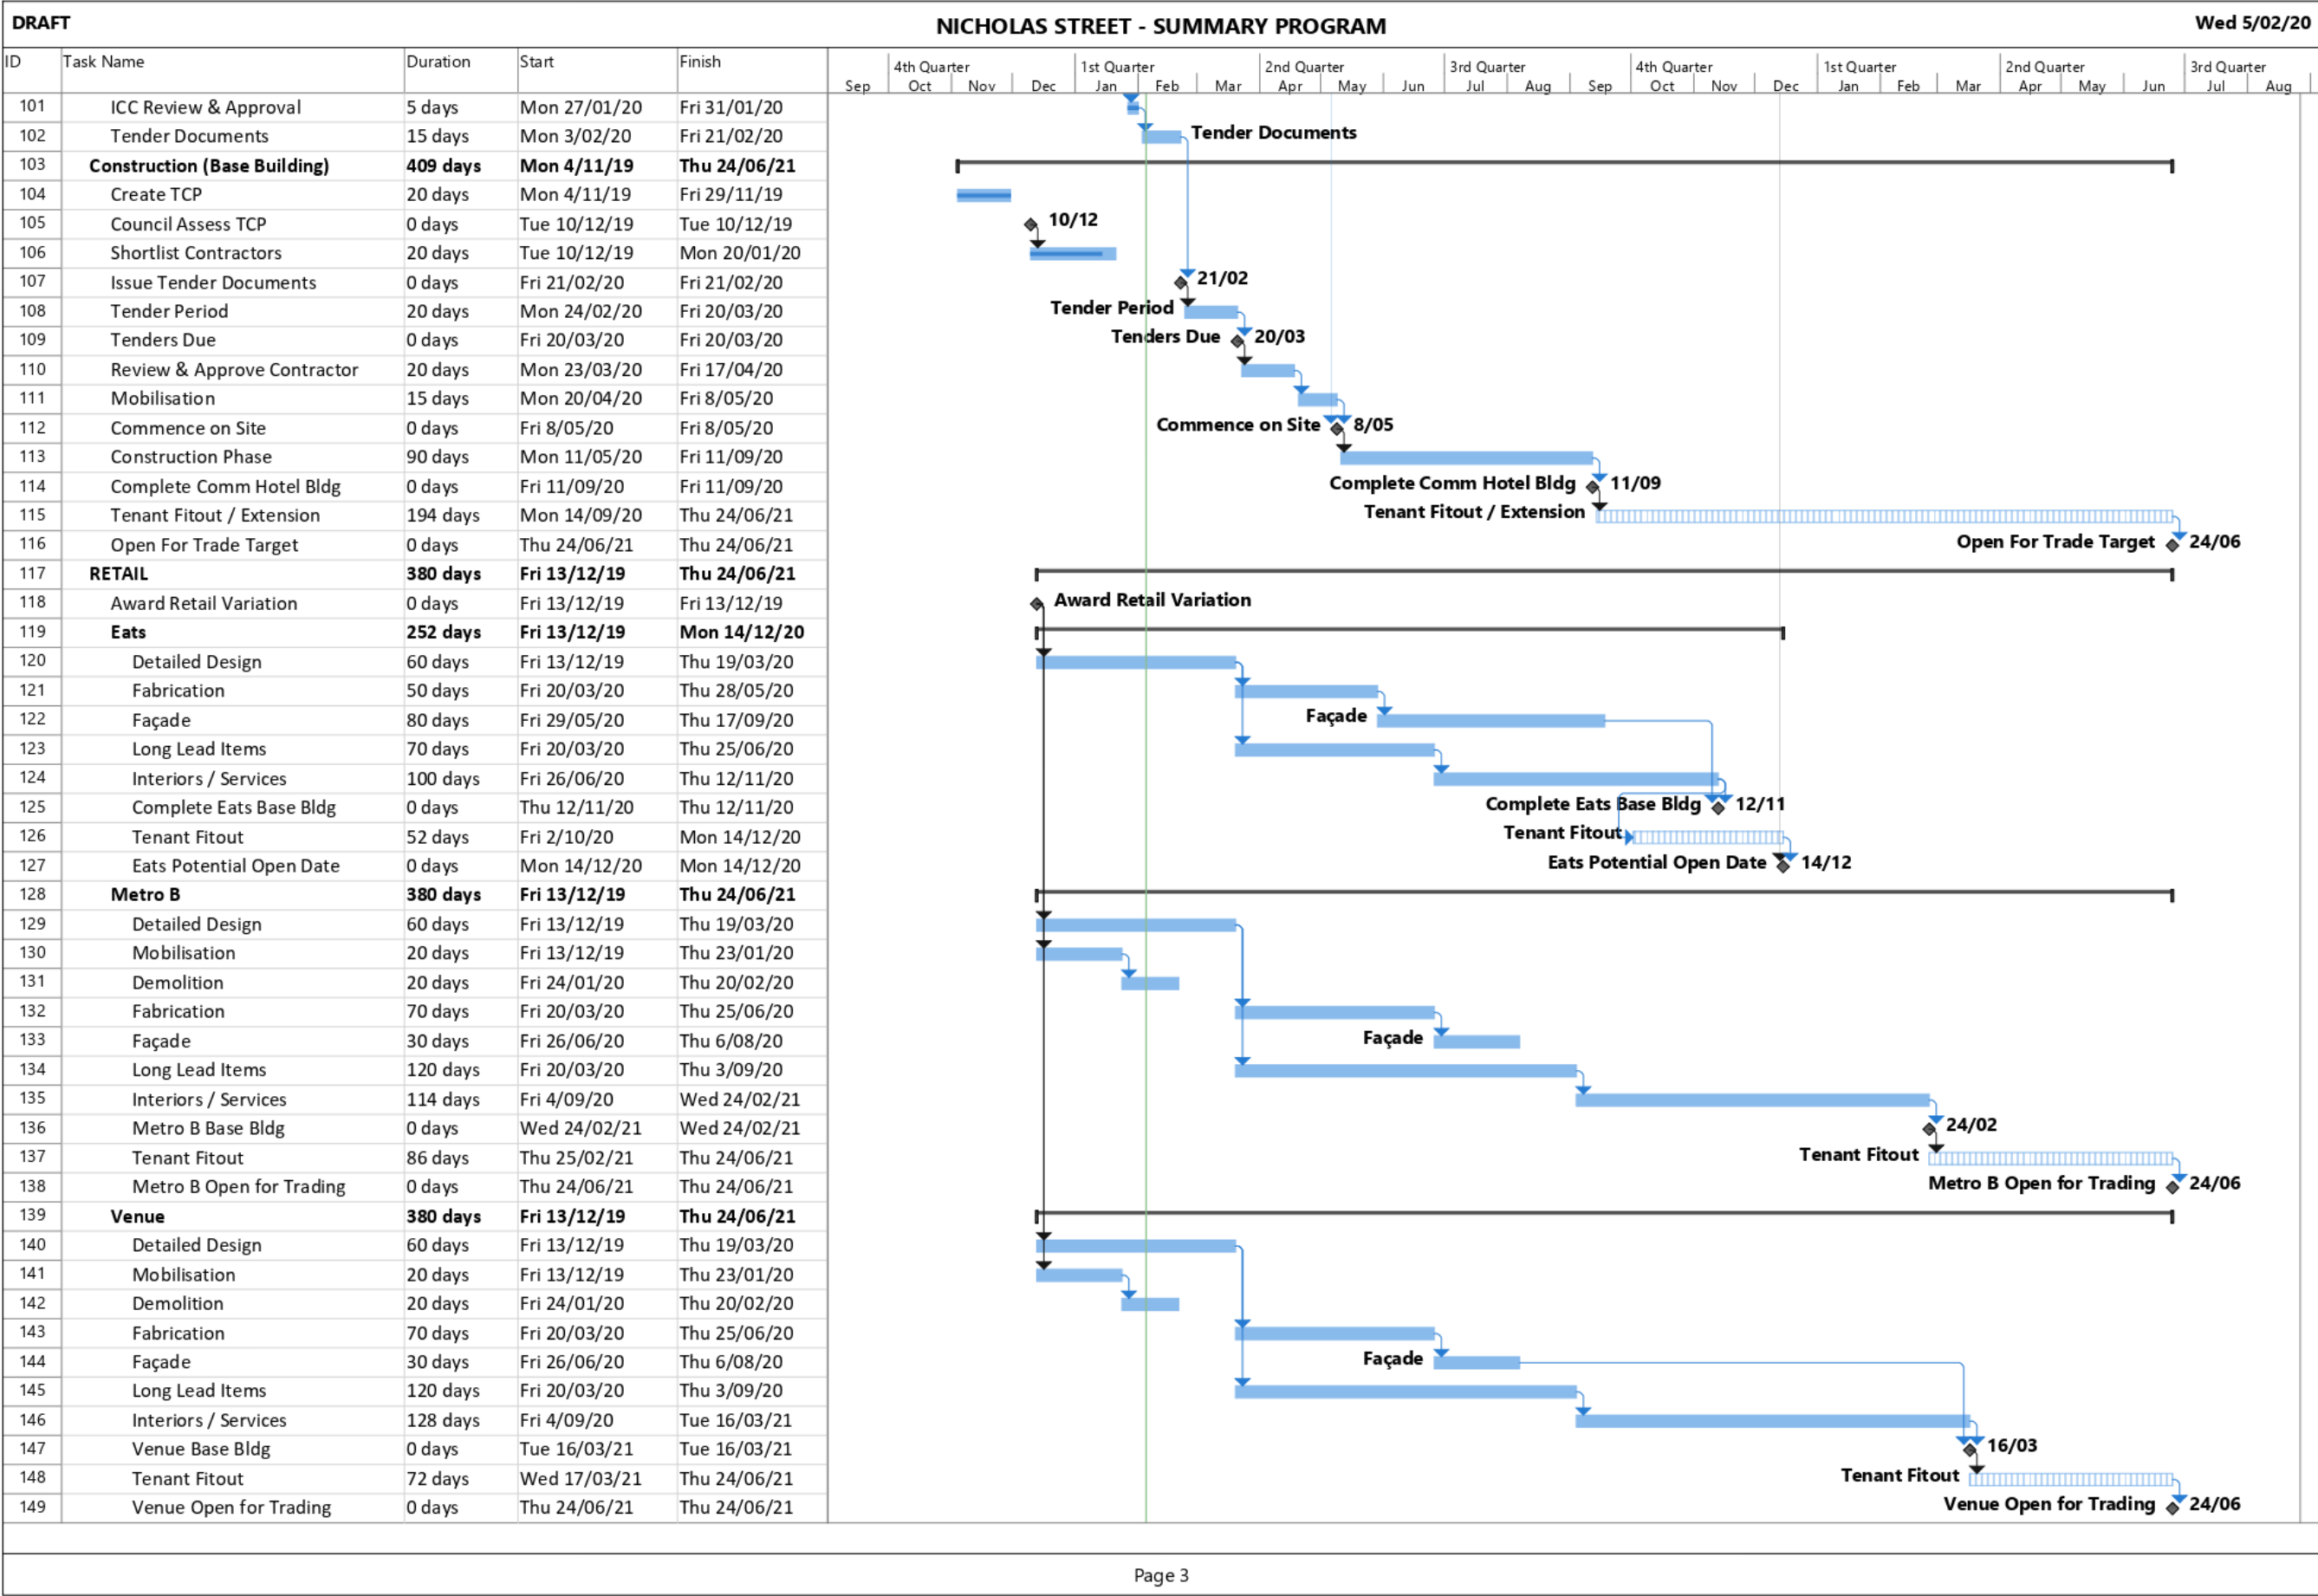 DRAFT NICHOLAS STREET - SUMMARY PROGRAM Wed 5/02/20
ID Task Name Duration Start Finish 4th Quarter 1st Quarter 2nd Quarter 3rd Quarter 4th Quarter 1st Quarter 2nd Quarter 3rd Quarter
Sep Oct Nov Dec Jan Feb Mar Apr May Jun Jul Aug Sep Oct Nov Dec Jan Feb Mar Apr May Jun Jul Aug
101 ICC Review & Approval 5 days Mon 27/01/20 Fri 31/01/20
102 Tender Documents 15 days Mon 3/02/20 Fri 21/02/20 Tender Documents
103 Construction (Base Building) 409 days Mon 4/11/19 Thu 24/06/21
104 Create TCP 20 days Mon 4/11/19 Fri 29/11/19
105 Council Assess TCP 0 days Tue 10/12/19 Tue 10/12/19 10/12
106 Shortlist Contractors 20 days Tue 10/12/19 Mon 20/01/20
107 Issue Tender Documents 0 days Fri 21/02/20 Fri 21/02/20 21/02
108 Tender Period 20 days Mon 24/02/20 Fri 20/03/20 Tender Period
109 Tenders Due 0 days Fri 20/03/20 Fri 20/03/20 Tenders Due 20/03
110 Review & Approve Contractor 20 days Mon 23/03/20 Fri 17/04/20
111 Mobilisation 15 days Mon 20/04/20 Fri 8/05/20
112 Commence on Site 0 days Fri 8/05/20 Fri 8/05/20 Commence on Site 8/05
113 Construction Phase 90 days Mon 11/05/20 Fri 11/09/20
114 Complete Comm Hotel Bldg 0 days Fri 11/09/20 Fri 11/09/20 Complete Comm Hotel Bldg 11/09
115 Tenant Fitout / Extension 194 days Mon 14/09/20 Thu 24/06/21 Tenant Fitout / Extension
116 Open For Trade Target 0 days Thu 24/06/21 Thu 24/06/21 Open For Trade Target 24/06
117 RETAIL 380 days Fri 13/12/19 Thu 24/06/21
118 Award Retail Variation 0 days Fri 13/12/19 Fri 13/12/19 Award Retail Variation
119 Eats 252 days Fri 13/12/19 Mon 14/12/20
120 Detailed Design 60 days Fri 13/12/19 Thu 19/03/20
121 Fabrication 50 days Fri 20/03/20 Thu 28/05/20
122 Façade 80 days Fri 29/05/20 Thu 17/09/20 Façade
123 Long Lead Items 70 days Fri 20/03/20 Thu 25/06/20
124 Interiors / Services 100 days Fri 26/06/20 Thu 12/11/20
125 Complete Eats Base Bldg 0 days Thu 12/11/20 Thu 12/11/20 Complete Eats Base Bldg 12/11
126 Tenant Fitout 52 days Fri 2/10/20 Mon 14/12/20 Tenant Fitout
127 Eats Potential Open Date 0 days Mon 14/12/20 Mon 14/12/20 Eats Potential Open Date 14/12
128 Metro B 380 days Fri 13/12/19 Thu 24/06/21
129 Detailed Design 60 days Fri 13/12/19 Thu 19/03/20
130 Mobilisation 20 days Fri 13/12/19 Thu 23/01/20
131 Demolition 20 days Fri 24/01/20 Thu 20/02/20
132 Fabrication 70 days Fri 20/03/20 Thu 25/06/20
133 Façade 30 days Fri 26/06/20 Thu 6/08/20 Façade
134 Long Lead Items 120 days Fri 20/03/20 Thu 3/09/20
135 Interiors / Services 114 days Fri 4/09/20 Wed 24/02/21
136 Metro B Base Bldg 0 days Wed 24/02/21 Wed 24/02/21 24/02
137 Tenant Fitout 86 days Thu 25/02/21 Thu 24/06/21 Tenant Fitout
138 Metro B Open for Trading 0 days Thu 24/06/21 Thu 24/06/21 Metro B Open for Trading 24/06
139 Venue 380 days Fri 13/12/19 Thu 24/06/21
140 Detailed Design 60 days Fri 13/12/19 Thu 19/03/20
141 Mobilisation 20 days Fri 13/12/19 Thu 23/01/20
142 Demolition 20 days Fri 24/01/20 Thu 20/02/20
143 Fabrication 70 days Fri 20/03/20 Thu 25/06/20
144 Façade 30 days Fri 26/06/20 Thu 6/08/20 Façade
145 Long Lead Items 120 days Fri 20/03/20 Thu 3/09/20
146 Interiors / Services 128 days Fri 4/09/20 Tue 16/03/21
147 Venue Base Bldg 0 days Tue 16/03/21 Tue 16/03/21 16/03
148 Tenant Fitout 72 days Wed 17/03/21 Thu 24/06/21 Tenant Fitout
149 Venue Open for Trading 0 days Thu 24/06/21 Thu 24/06/21 Venue Open for Trading 24/06
Page 3